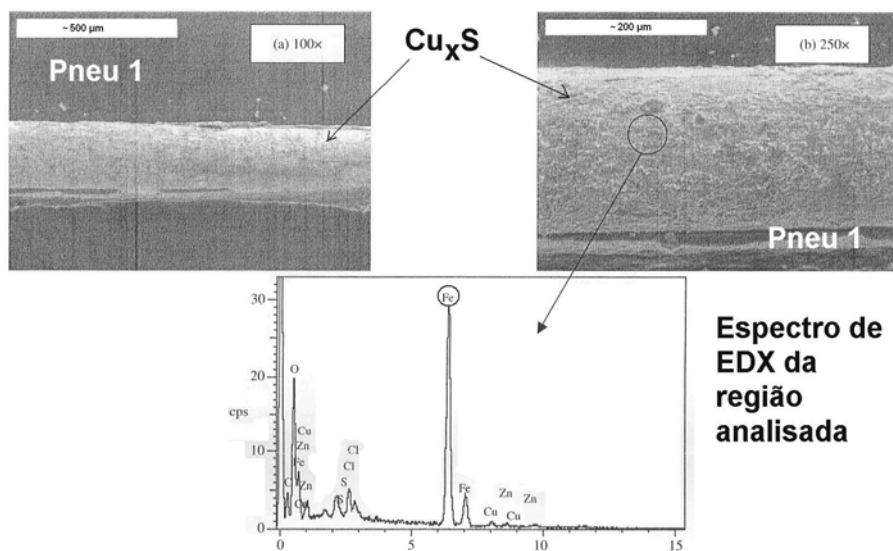 ~ 500 µm
(a) 100×
Pneu 1
CuxS
~200 µm
(b) 250×
Pneu 1
30
20
10
0
cps
Fe
O
Cu
Zn
Fe
C
Zn
Cl
Cl
S
S
Fe
Zn
Zn
Cu
Cu
0
5
10
15
Espectro de
EDX da
região
analisada